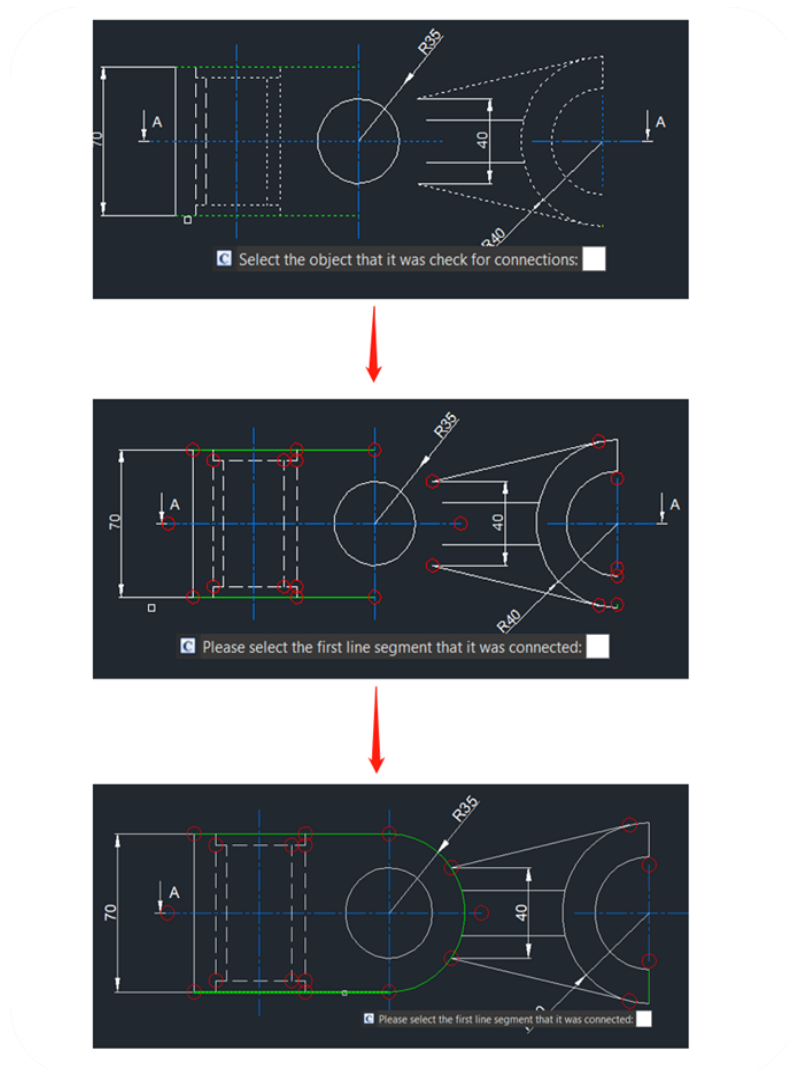 R35
A
A
70
40
R40
Select the object that it was check for connections:
R35
A
A
70
40
R40
Please select the first line segment that it was connected:
R35
A
A
70
40
Please select the first line segment that it was connected: